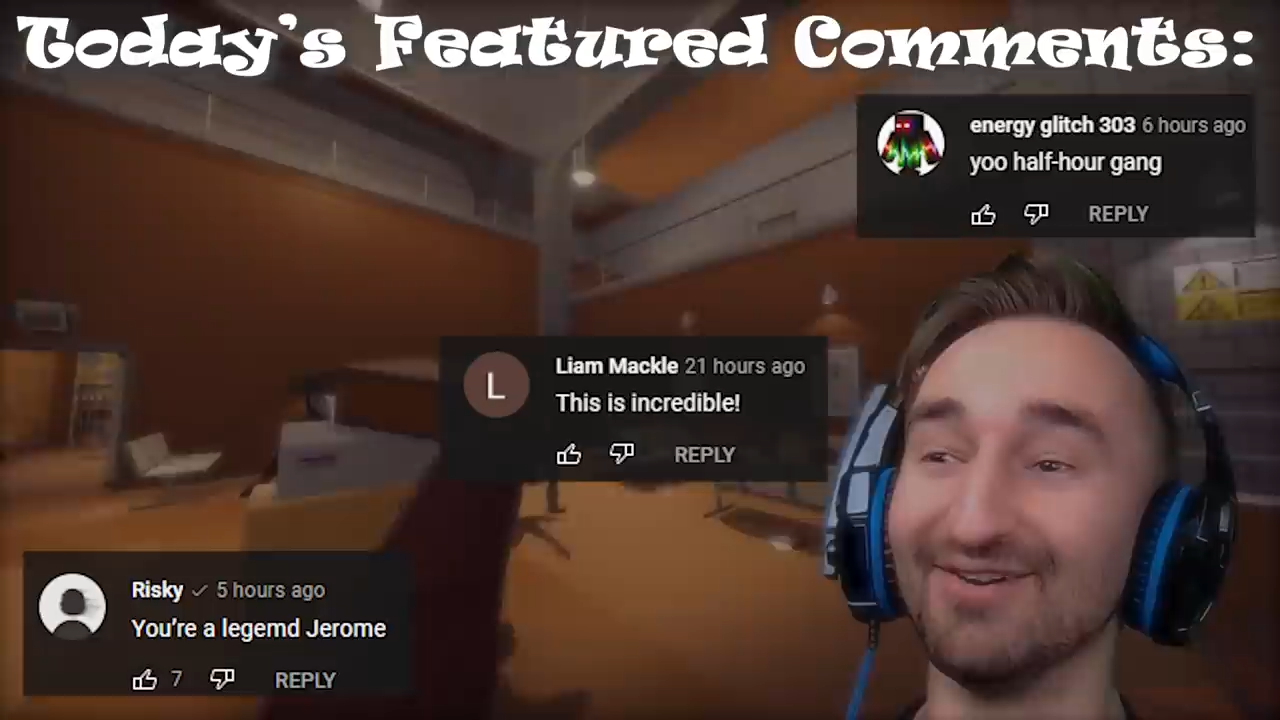 Today's Featured Comments:
energy glitch 303 6 hours ago
yoo half-hour gang
REPLY
L
Liam Mackle 21 hours ago
This is incredible!
REPLY
Risky ✓ 5 hours ago
You're a legemd Jerome
7 REPLY